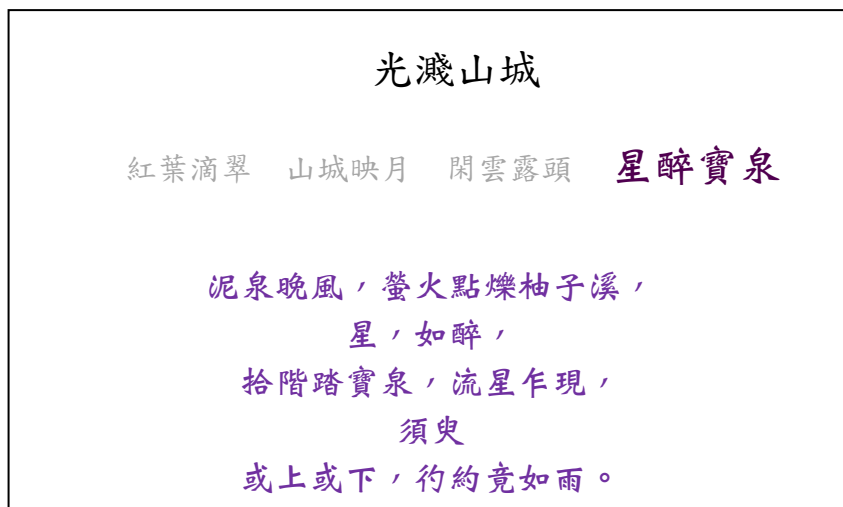 光濺山城
紅葉滴翠 山城映月 閑雲露頭 星醉寶泉
泥泉晚風，螢火點爍柚子溪，
星，如醉，
拾階踏寶泉，流星乍現，
須臾
或上或下，彴約竟如雨。